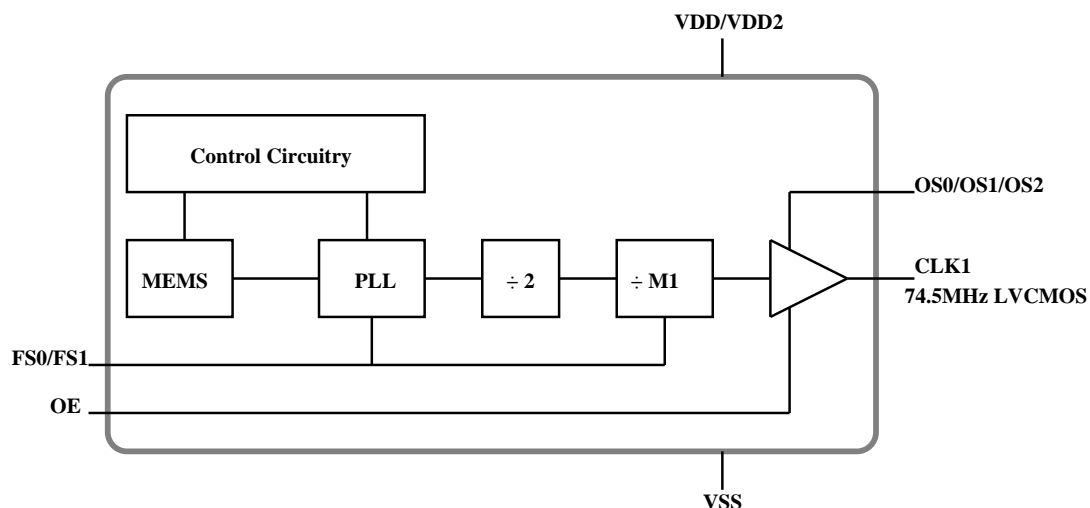 VDD/VDD2
Control Circuitry
OS0/OS1/OS2
MEMS
PLL
÷ 2
÷ M1
CLK1
74.5MHz LVCMOS
FS0/FS1
OE
VSS